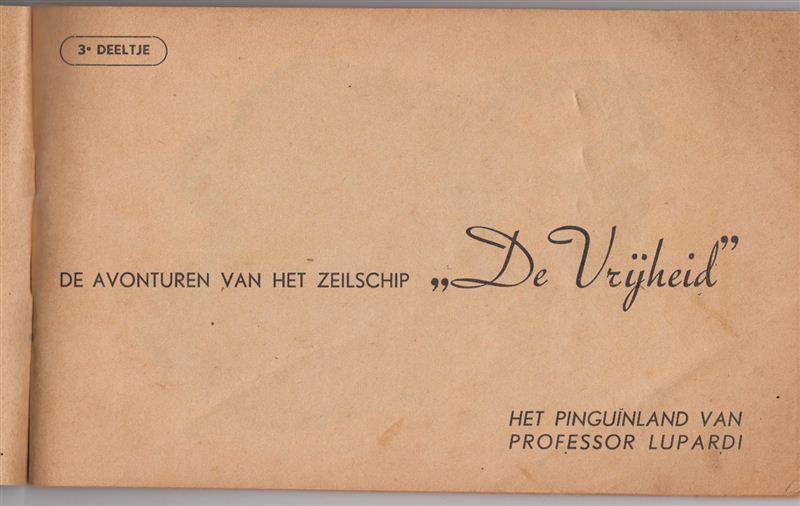 3e DEELTJE
DE AVONTUREN VAN HET ZEILSCHIP „De Vrijheid”
HET PINGUÏNLAND VAN
PROFESSOR LUPARDI